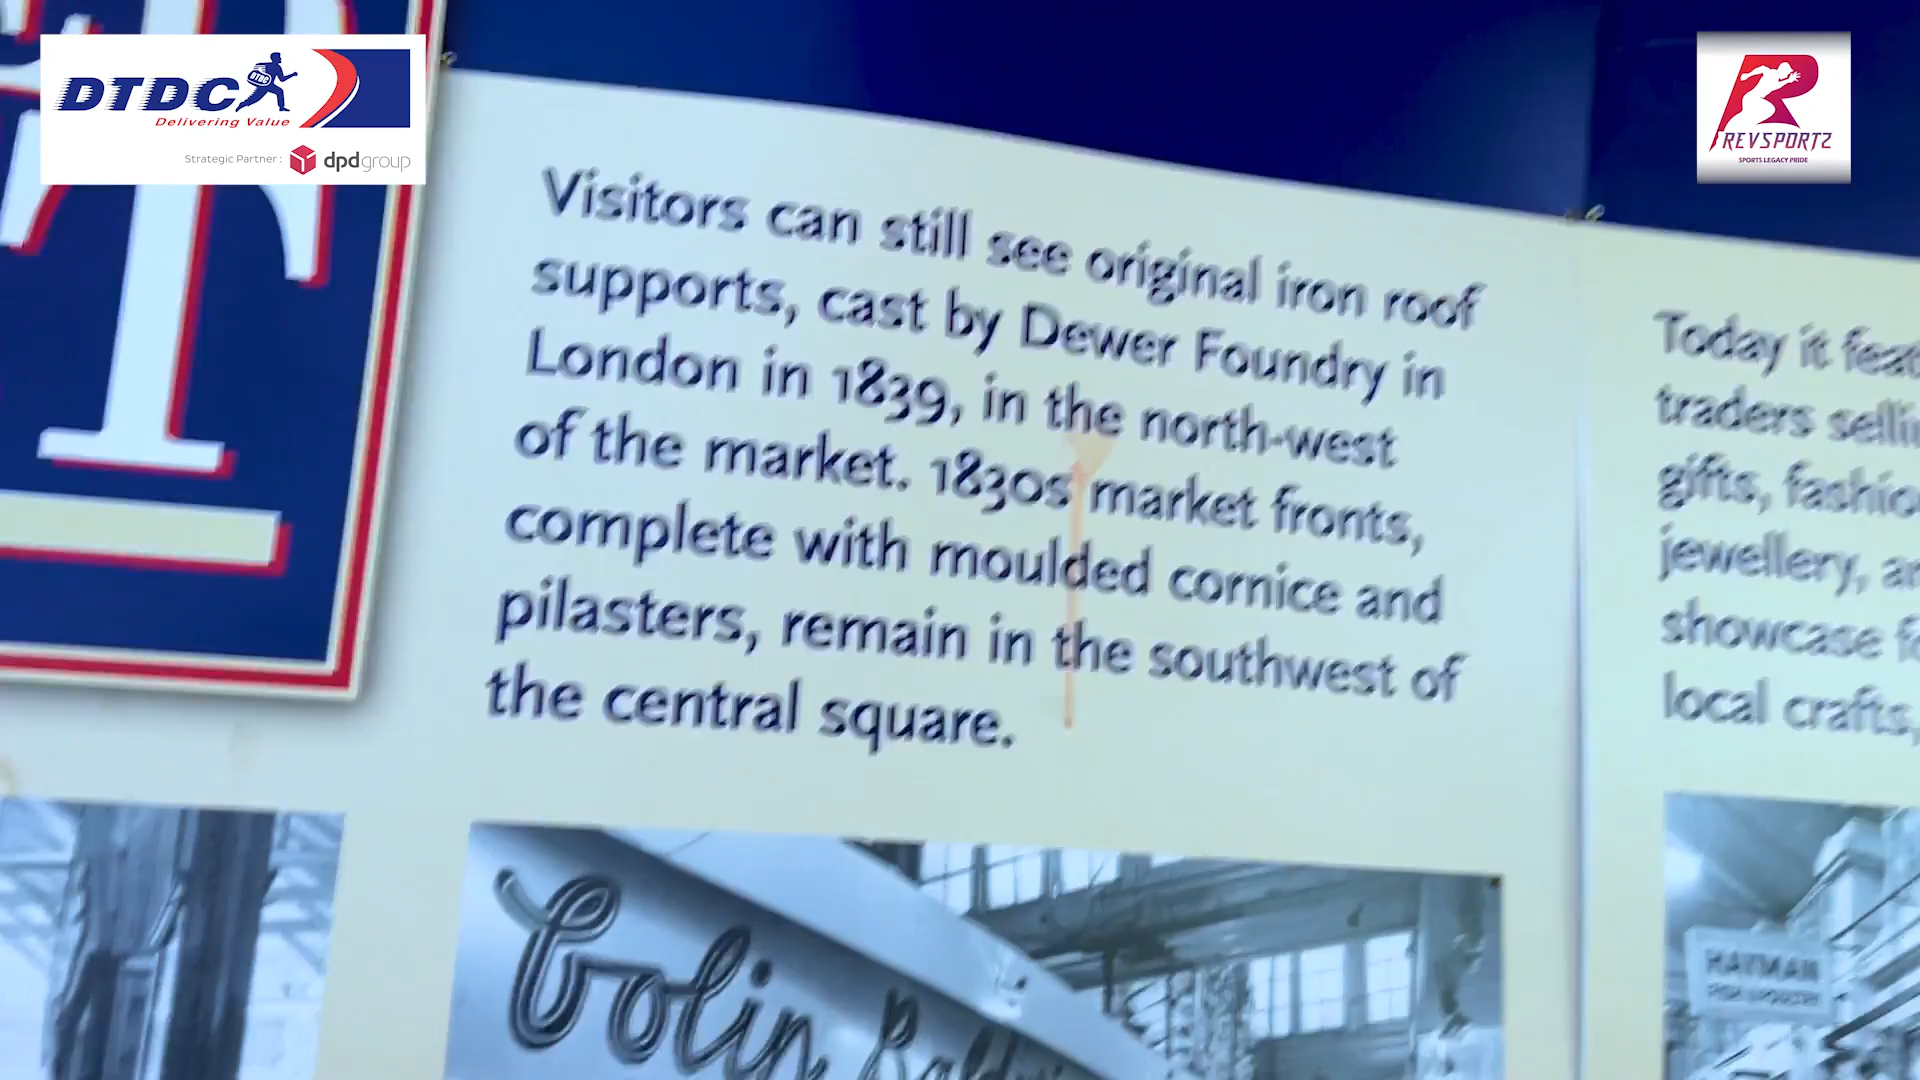 DTDC
DTDC
Delivering Value
Strategic Partner :
dpdgroup
REVSPORTZ
SPORTS LEGACY PRIDE
T
Visitors can still see original iron roof
supports, cast by Dewer Foundry in
London in 1839, in the north-west
of the market. 1830s market fronts,
complete with moulded cornice and
pilasters, remain in the southwest of
the central square.
Today it
traders
gifts,
jewellery,
showcase
local crafts,
Colin
HAYMAN